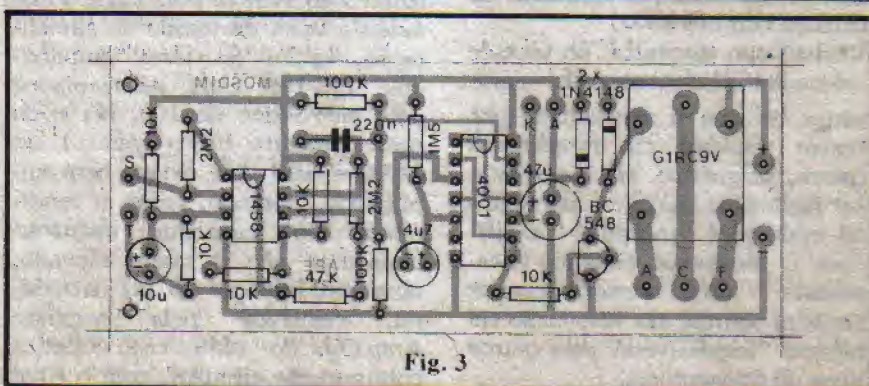 MOSDIM
100K
2 x
1N4148
10K
2M2
220n
1M5
K A
S
47u
G1RC9V
+
1458
10K
2M2
4001
BC
548
T
4u7
10K
100K
-
10u
10K
47K
10K
A C F
Fig. 3